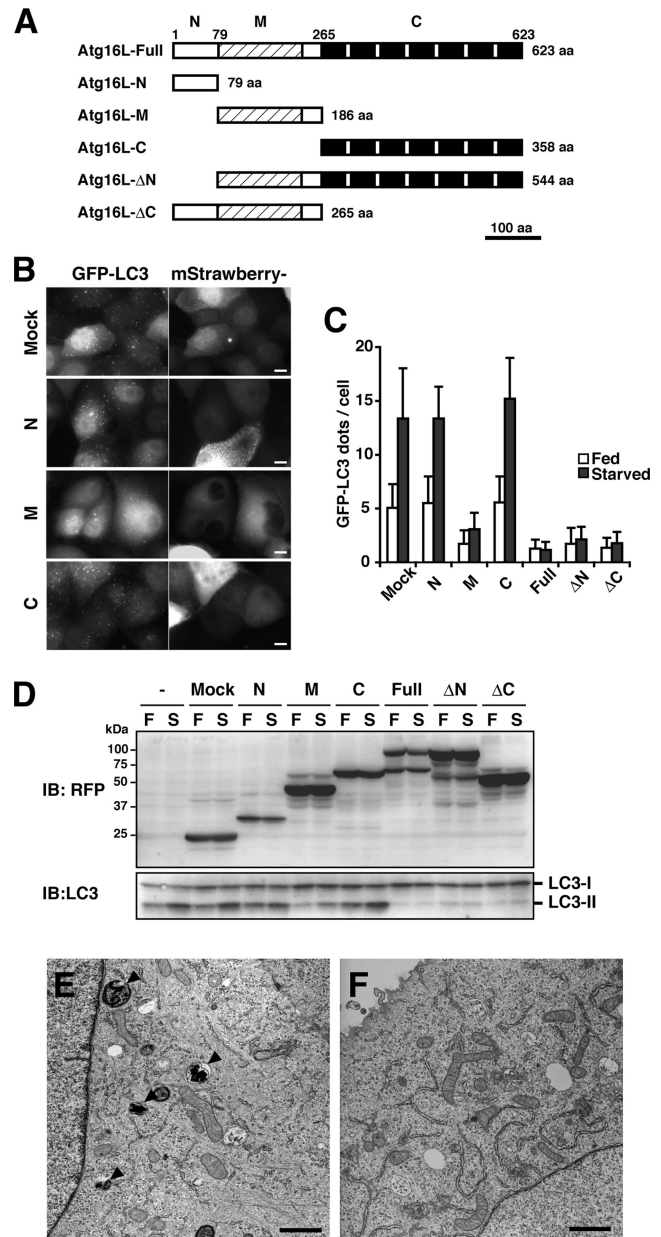 A
N M C
1 79 265 623
Atg16L-Full 623 aa
Atg16L-N 79 aa
Atg16L-M 186 aa
Atg16L-C 358 aa
Atg16L-ΔN 544 aa
Atg16L-ΔC 265 aa
100 aa
B
GFP-LC3 mStrawberry-
Mock
N
M
C
C
GFP-LC3 dots / cell
20
15
10
5
0
Fed
Starved
Mock N M C Full ΔN ΔC
D
- Mock N M C Full ΔN ΔC
F S F S F S F S F S F S F S F S
kDa
100
75
50
37
25
IB: RFP
IB:LC3
LC3-I
LC3-II
E
F